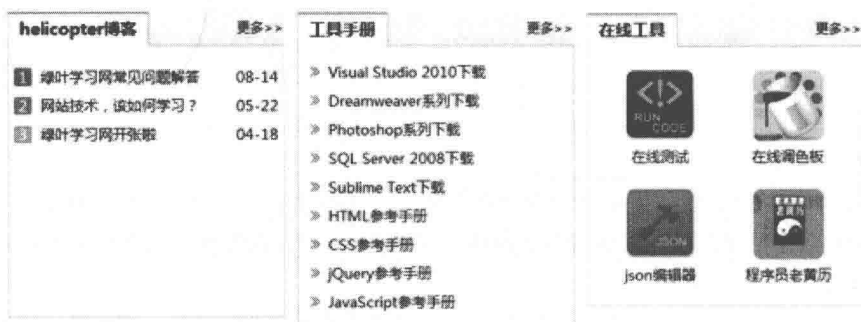 helicopter博客 更多>>
1 绿叶学习网常见问题解答 08-14
2 网站技术，该如何学习？ 05-22
3 绿叶学习网开张啦 04-18
工具手册 更多>>
» Visual Studio 2010下载
» Dreamweaver系列下载
» Photoshop系列下载
» SQL Server 2008下载
» Sublime Text下载
» HTML参考手册
» CSS参考手册
» jQuery参考手册
» JavaScript参考手册
在线工具 更多>>
<!>
RUN
CODE
在线测试
在线调色板
JSON
json编辑器
老黄历
程序员老黄历